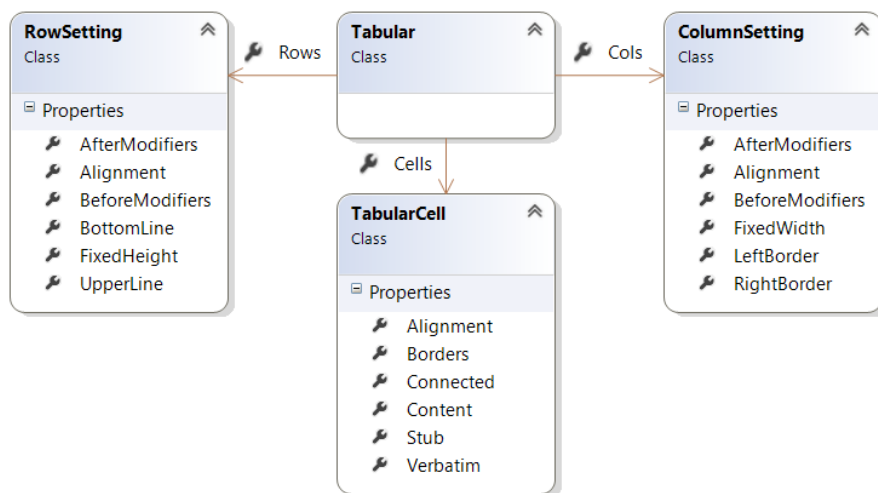 RowSetting
Class
Properties
AfterModifiers
Alignment
BeforeModifiers
BottomLine
FixedHeight
UpperLine
Rows
Tabular
Class
Cols
Cells
TabularCell
Class
Properties
Alignment
Borders
Connected
Content
Stub
Verbatim
ColumnSetting
Class
Properties
AfterModifiers
Alignment
BeforeModifiers
FixedWidth
LeftBorder
RightBorder